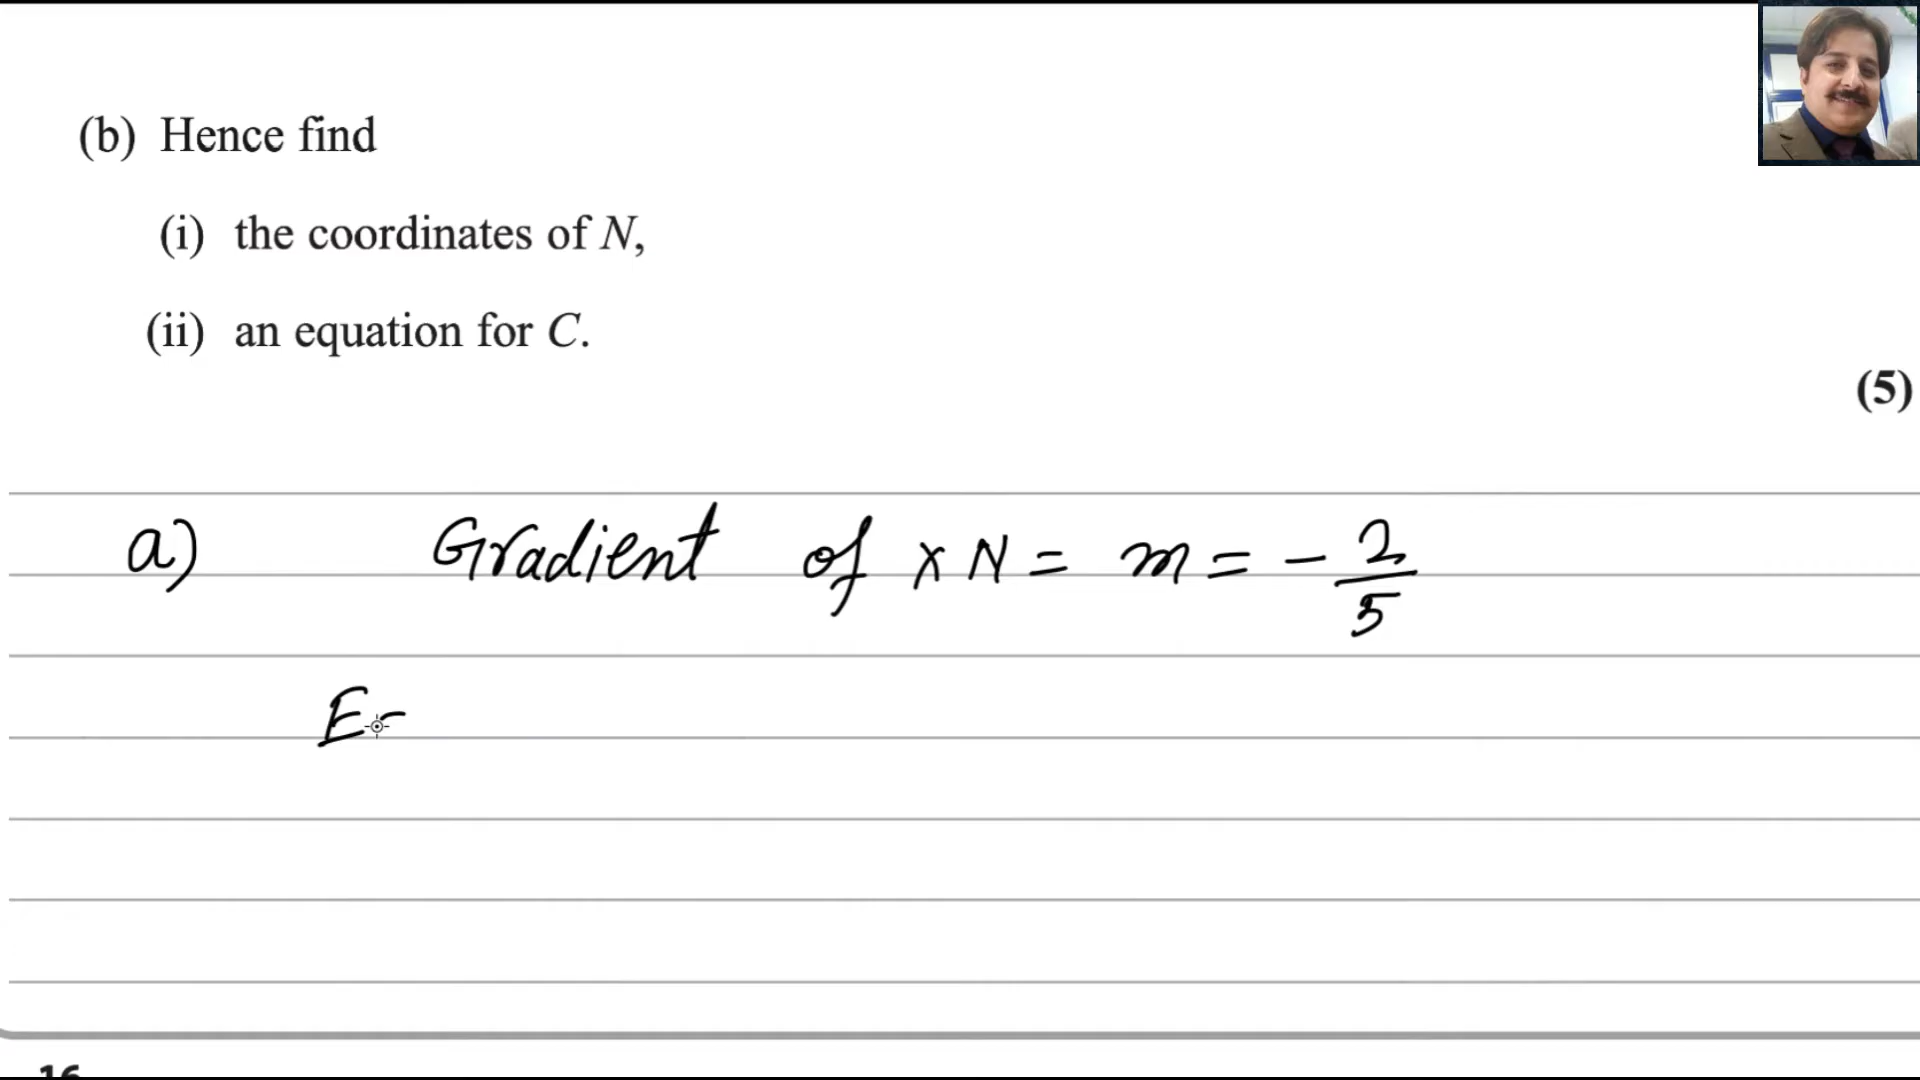 (b) Hence find
(i) the coordinates of N,
(ii) an equation for C.
(5)
a) Gradient of XN = m = - 2/5
E